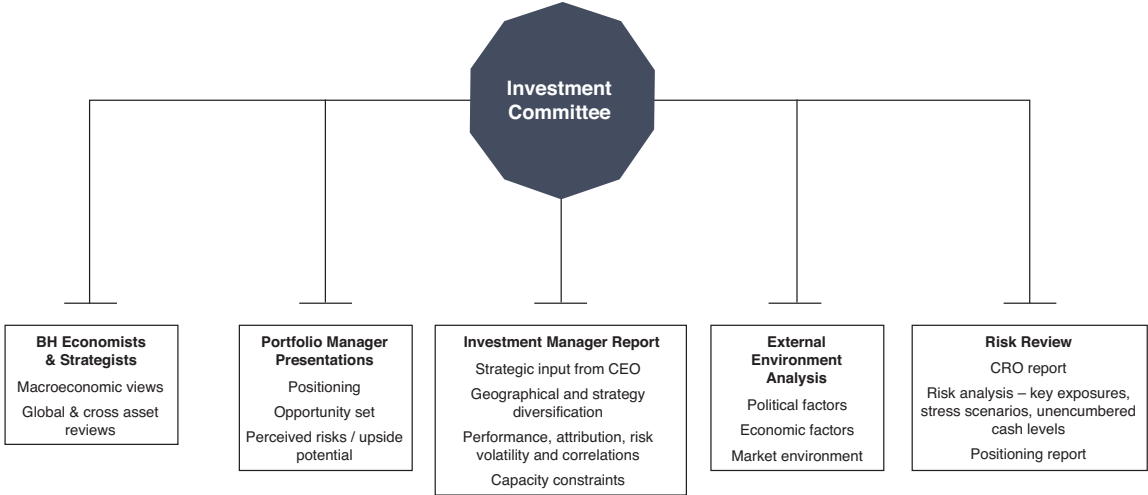 Investment
Committee
BH Economists
& Strategists
Macroeconomic views
Global & cross asset
reviews
Portfolio Manager
Presentations
Positioning
Opportunity set
Perceived risks / upside
potential
Investment Manager Report
Strategic input from CEO
Geographical and strategy
diversification
Performance, attribution, risk
volatility and correlations
Capacity constraints
External
Environment
Analysis
Political factors
Economic factors
Market environment
Risk Review
CRO report
Risk analysis – key exposures,
stress scenarios, unencumbered
cash levels
Positioning report